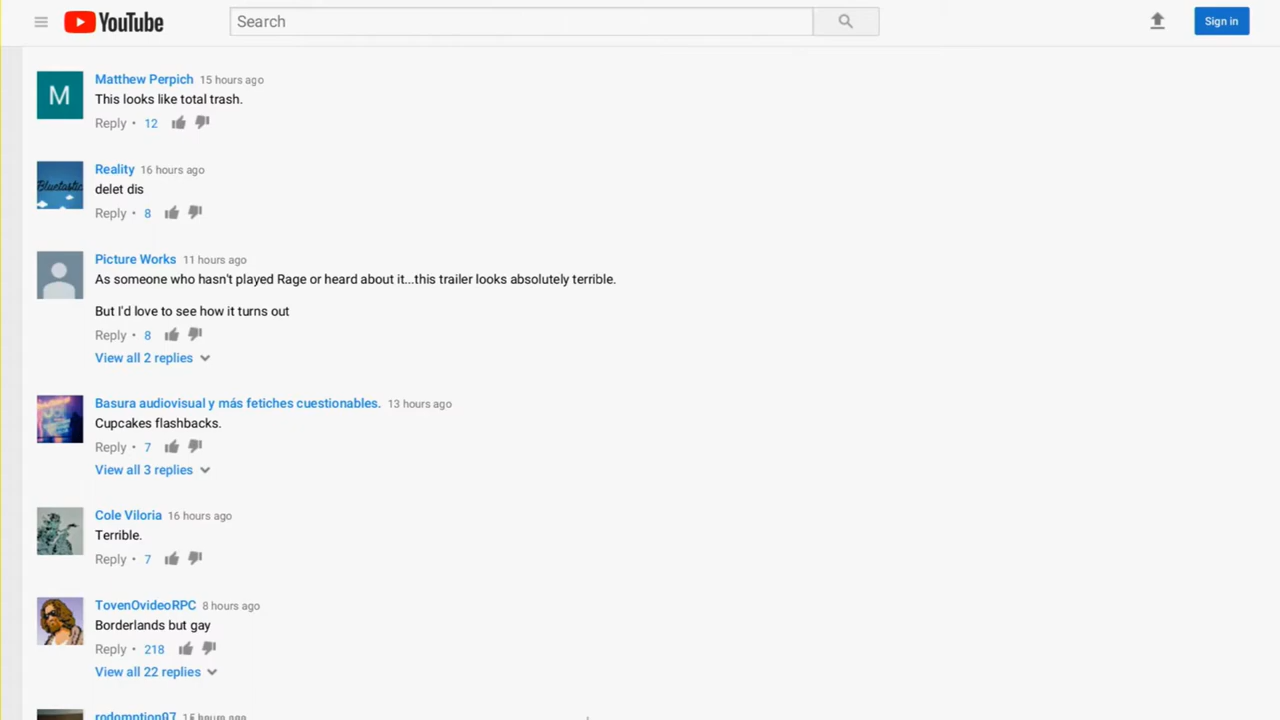 YouTube
Search
Sign in
Matthew Perpich 15 hours ago
M
This looks like total trash.
Reply • 12
Reality 16 hours ago
Bluntastic
delet dis
Reply • 8
Picture Works 11 hours ago
As someone who hasn't played Rage or heard about it...this trailer looks absolutely terrible.
But I'd love to see how it turns out
Reply • 8
View all 2 replies
Basura audiovisual y más fetiches cuestionables. 13 hours ago
Cupcakes flashbacks.
Reply • 7
View all 3 replies
Cole Viloria 16 hours ago
Terrible.
Reply • 7
TovenOvideoRPC 8 hours ago
Borderlands but gay
Reply • 218
View all 22 replies
rodomption97 15 hours ago